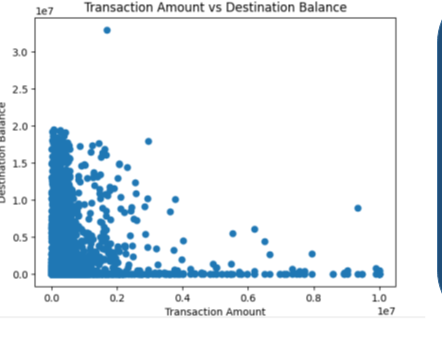 Transaction Amount vs Destination Balance
1e7
3.0
2.5
2.0
1.5
1.0
0.5
0.0
Destination Balance
0.0 0.2 0.4 0.6 0.8 1.0
1e7
Transaction Amount